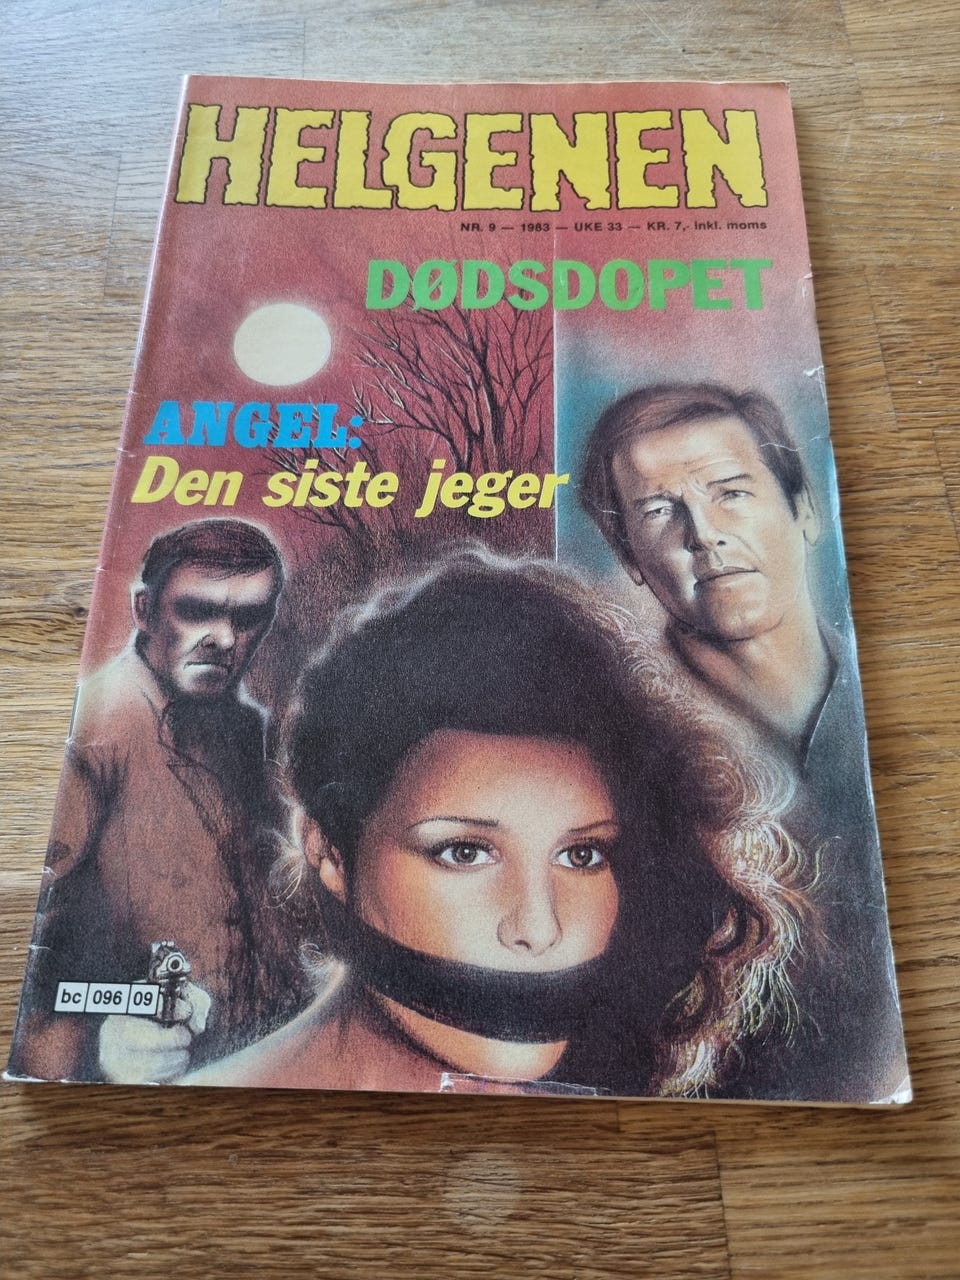 HELGENEN
NR. 9 — 1983 — UKE 33 — KR. 7,- inkl. moms
DØDSDOPET
ANGEL:
Den siste jeger
bc 096 09